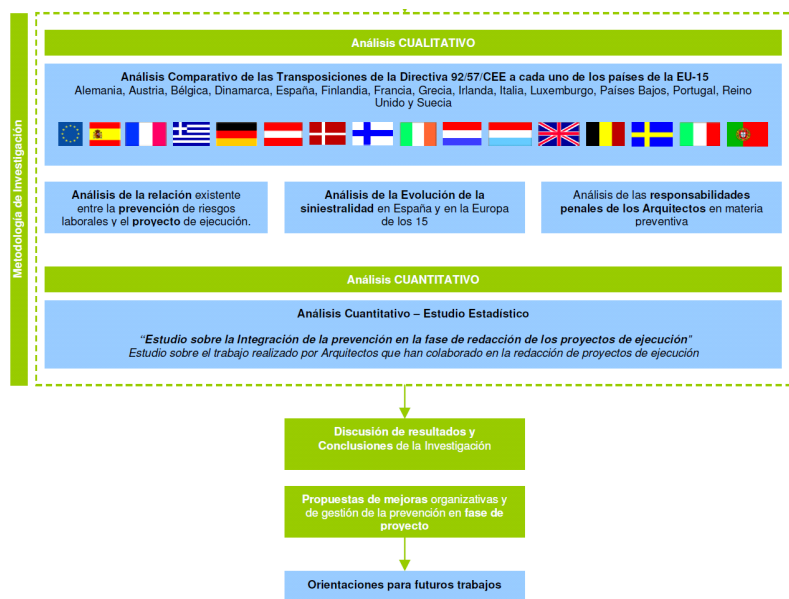 Metodología de Investigación
Análisis CUALITATIVO
Análisis Comparativo de las Transposiciones de la Directiva 92/57/CEE a cada uno de los países de la EU-15
Alemania, Austria, Bélgica, Dinamarca, España, Finlandia, Francia, Grecia, Irlanda, Italia, Luxemburgo, Países Bajos, Portugal, Reino
Unido y Suecia
Análisis de la relación existente
entre la prevención de riesgos
laborales y el proyecto de ejecución.
Análisis de la Evolución de la
siniestralidad en España y en la Europa
de los 15
Análisis de las responsabilidades
penales de los Arquitectos en materia
preventiva
Análisis CUANTITATIVO
Análisis Cuantitativo – Estudio Estadístico
“Estudio sobre la Integración de la prevención en la fase de redacción de los proyectos de ejecución”
Estudio sobre el trabajo realizado por Arquitectos que han colaborado en la redacción de proyectos de ejecución
Discusión de resultados y
Conclusiones de la Investigación
Propuestas de mejoras organizativas y
de gestión de la prevención en fase de
proyecto
Orientaciones para futuros trabajos